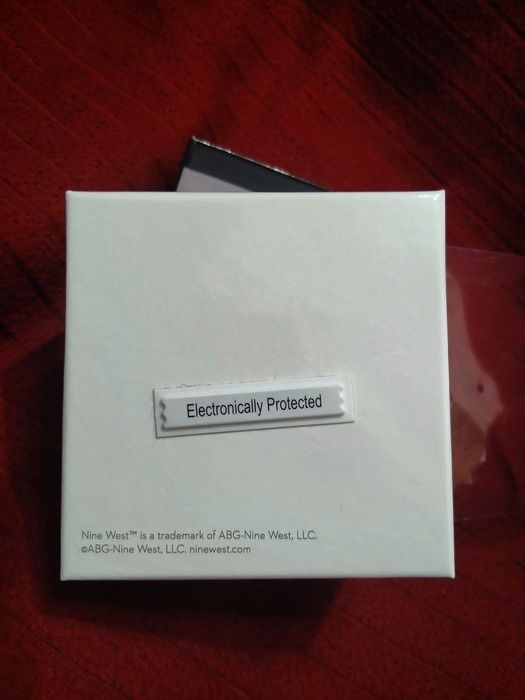 Electronically Protected
Nine West™ is a trademark of ABG-Nine West, LLC.
©ABG-Nine West, LLC. ninewest.com